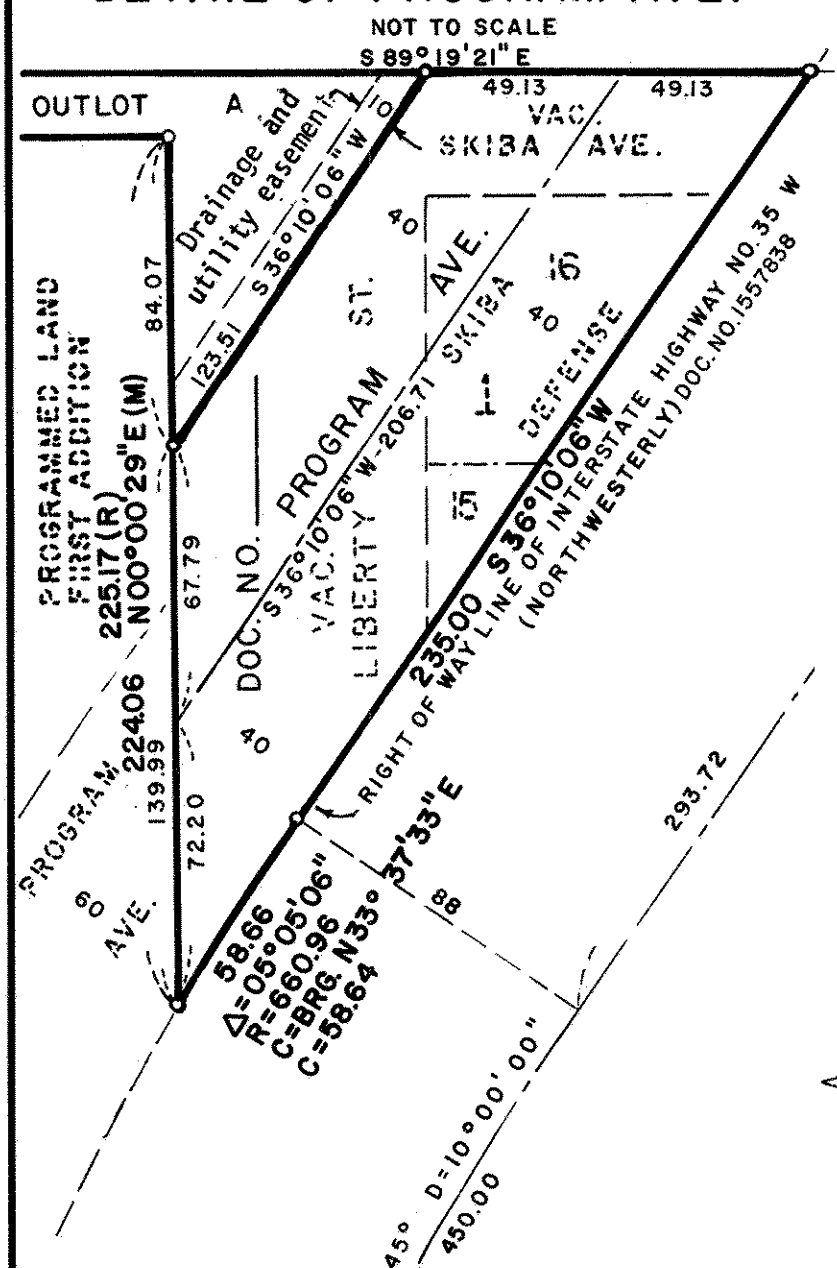 NOT TO SCALE
S 89° 19' 21" E
49.13
49.13
OUTLOT
A
Drainage and
utility easement
10
VAC.
SKIBA AVE.
123.51 S 36° 10' 06" W
84.07
40
ST.
AVE.
16
40
SKIBA
1
DEFENSE
15
PROGRAMMED LAND
FIRST ADDITION
225.17 (R)
N00°00'29"E (M)
224.06
67.79
139.99
72.20
DOC. NO.
PROGRAM
S 36° 10' 06" W - 206.71
VAC.
LIBERTY
40
235.00 S 36° 10' 06" W
RIGHT OF WAY LINE OF INTERSTATE HIGHWAY NO. 35 W
(NORTHWESTERLY) DOC. NO. 1557838
PROGRAM
60
AVE.
293.72
88
58.66
Δ=05°05'06"
R=660.96
C=BRG. N33° 37'33" E
C=58.64
45° D=10°00'00"
450.00